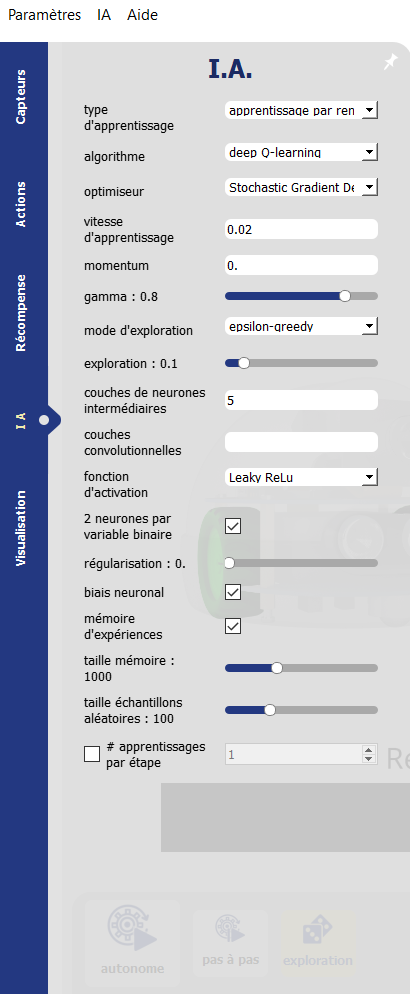 Paramètres IA Aide
Capteurs
Actions
Récompense
I A
Visualisation
I.A.
type
d'apprentissage
apprentissage par ren
algorithme
deep Q-learning
optimiseur
Stochastic Gradient De
vitesse
d'apprentissage
0.02
momentum
0.
gamma : 0.8
mode d'exploration
epsilon-greedy
exploration : 0.1
couches de neurones
intermédiaires
5
couches
convolutionnelles
fonction
d'activation
Leaky ReLu
2 neurones par
variable binaire
régularisation : 0.
biais neuronal
mémoire
d'expériences
taille mémoire :
1000
taille échantillons
aléatoires : 100
# apprentissages
par étape
1
Re
autonome
pas à pas
exploration